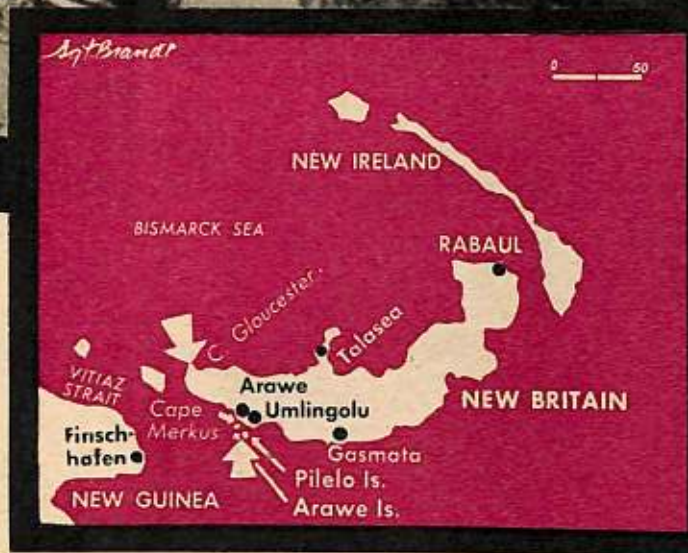 Sgt Brandt
0 50
NEW IRELAND
BISMARCK SEA
RABAUL
C. Gloucester.
Talasea
VITIAZ
STRAIT
Arawe
Cape
Merkus
Umlingolu
NEW BRITAIN
Finsch-
hafen
Gasmata
Pilelo Is.
NEW GUINEA
Arawe Is.